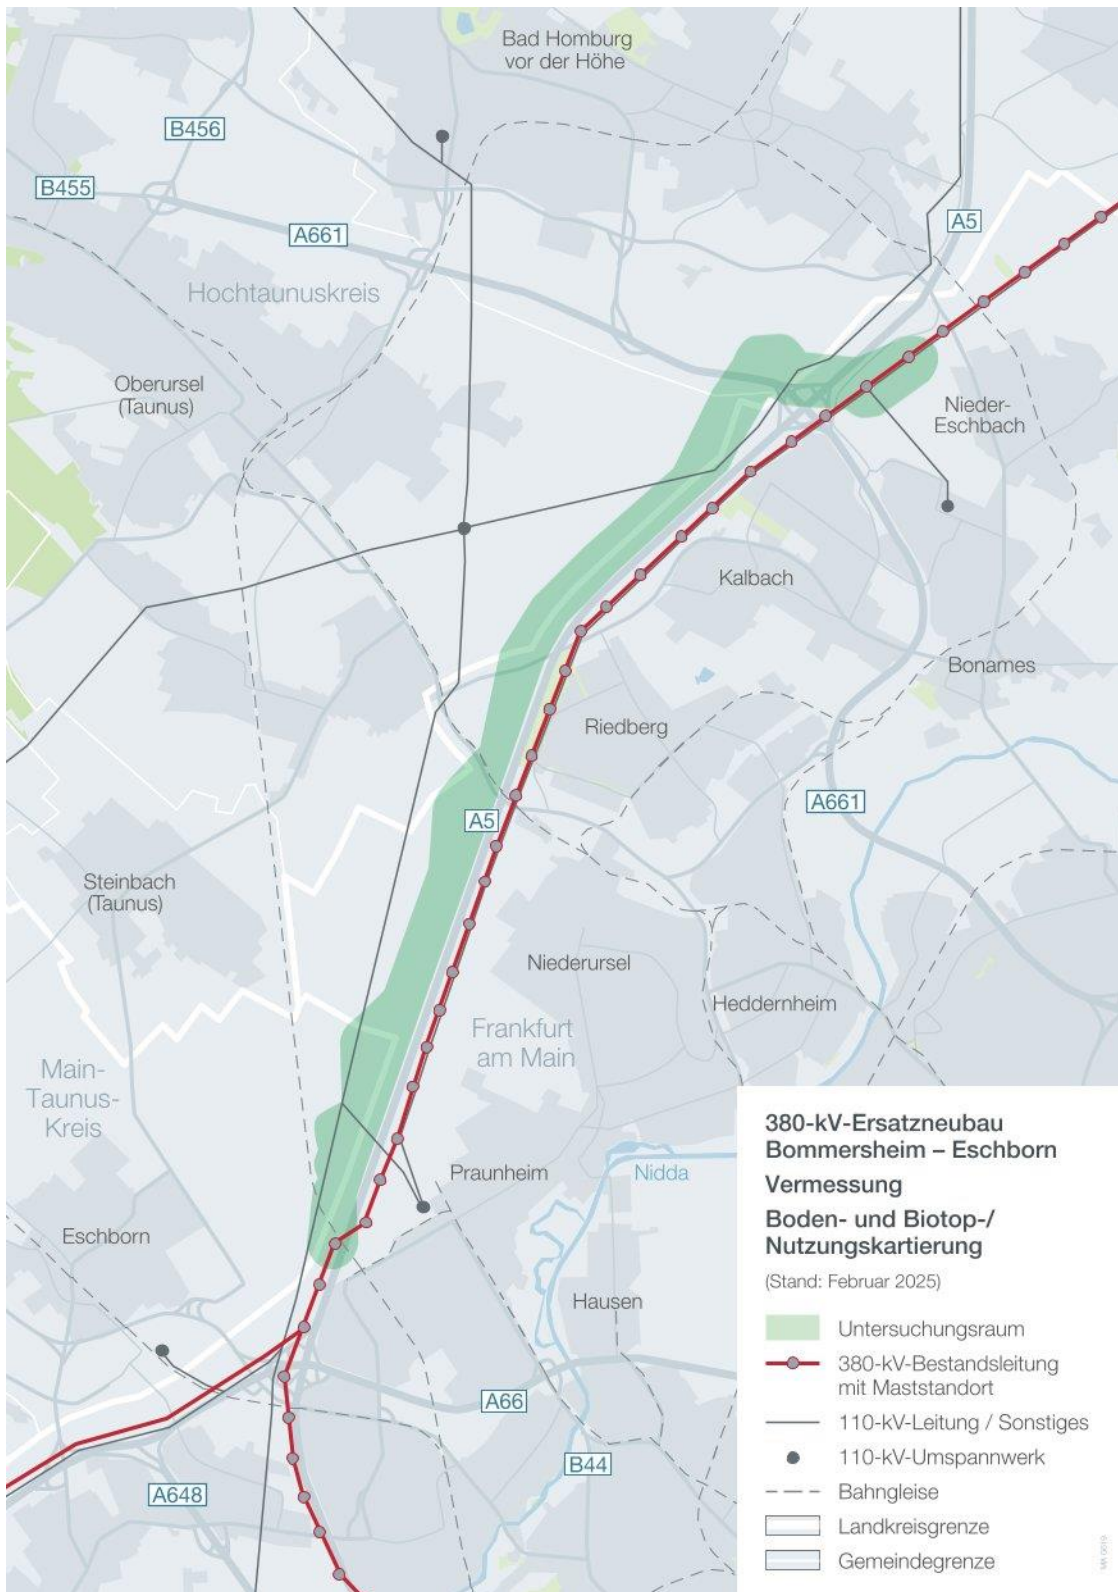 Bad Homburg
vor der Höhe
B456
B455
A661
A5
Hochtaunuskreis
Oberursel
(Taunus)
Nieder-
Eschbach
Kalbach
Bonames
Riedberg
A661
A5
Steinbach
(Taunus)
Niederursel
Heddernheim
Frankfurt
am Main
Main-
Taunus-
Kreis
Praunheim
Nidda
Eschborn
Hausen
A66
B44
A648
380-kV-Ersatzneubau
Bommersheim – Eschborn
Vermessung
Boden- und Biotop-/
Nutzungskartierung
(Stand: Februar 2025)
Untersuchungsraum
380-kV-Bestandsleitung
mit Maststandort
110-kV-Leitung / Sonstiges
110-kV-Umspannwerk
Bahngleise
Landkreisgrenze
Gemeindegrenze